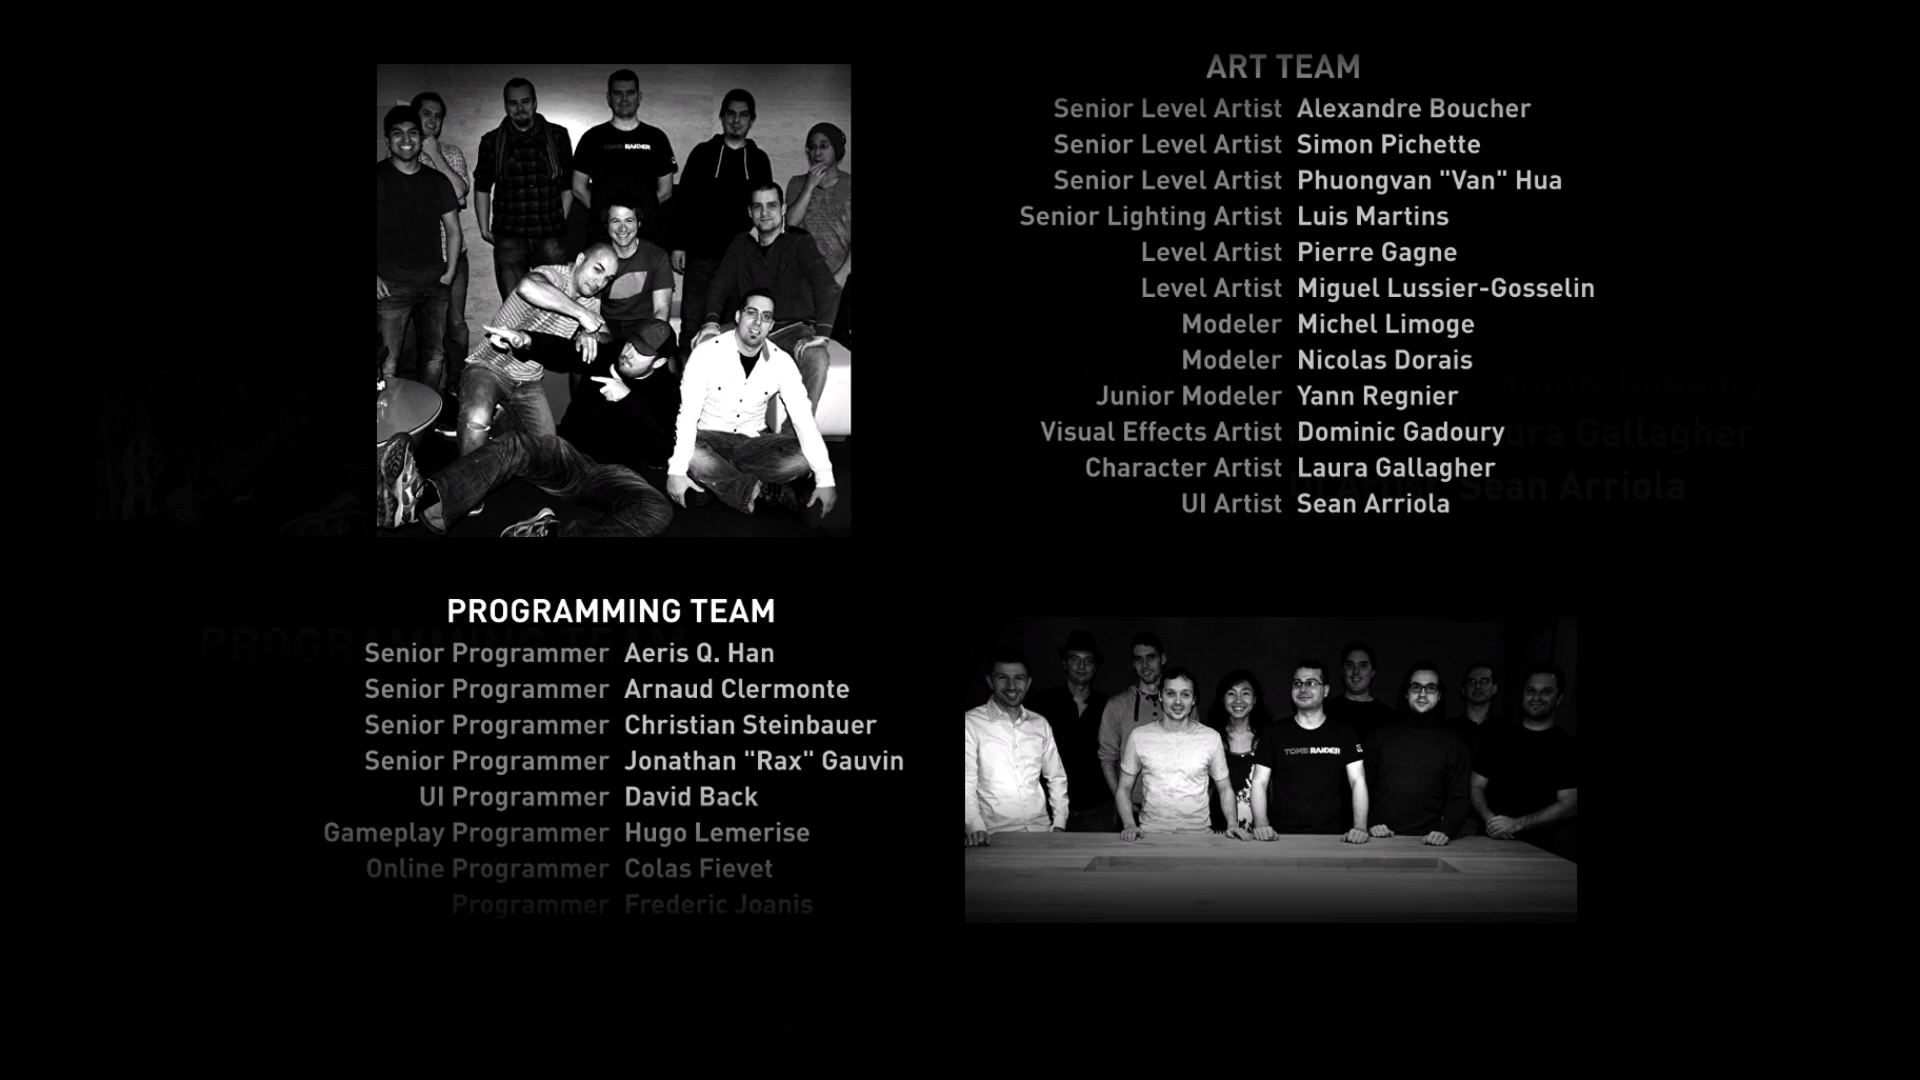 ART TEAM
Senior Level Artist Alexandre Boucher
Senior Level Artist Simon Pichette
Senior Level Artist Phuongvan "Van" Hua
Senior Lighting Artist Luis Martins
Level Artist Pierre Gagne
Level Artist Miguel Lussier-Gosselin
Modeler Michel Limoge
Modeler Nicolas Dorais
Junior Modeler Yann Regnier
Visual Effects Artist Dominic Gadoury
Character Artist Laura Gallagher
UI Artist Sean Arriola
TOMB RAIDER
PROGRAMMING TEAM
Senior Programmer Aeris Q. Han
Senior Programmer Arnaud Clermonte
Senior Programmer Christian Steinbauer
Senior Programmer Jonathan "Rax" Gauvin
UI Programmer David Back
Gameplay Programmer Hugo Lemerise
Online Programmer Colas Fievet
Programmer Frederic Joanis
TOMB RAIDER